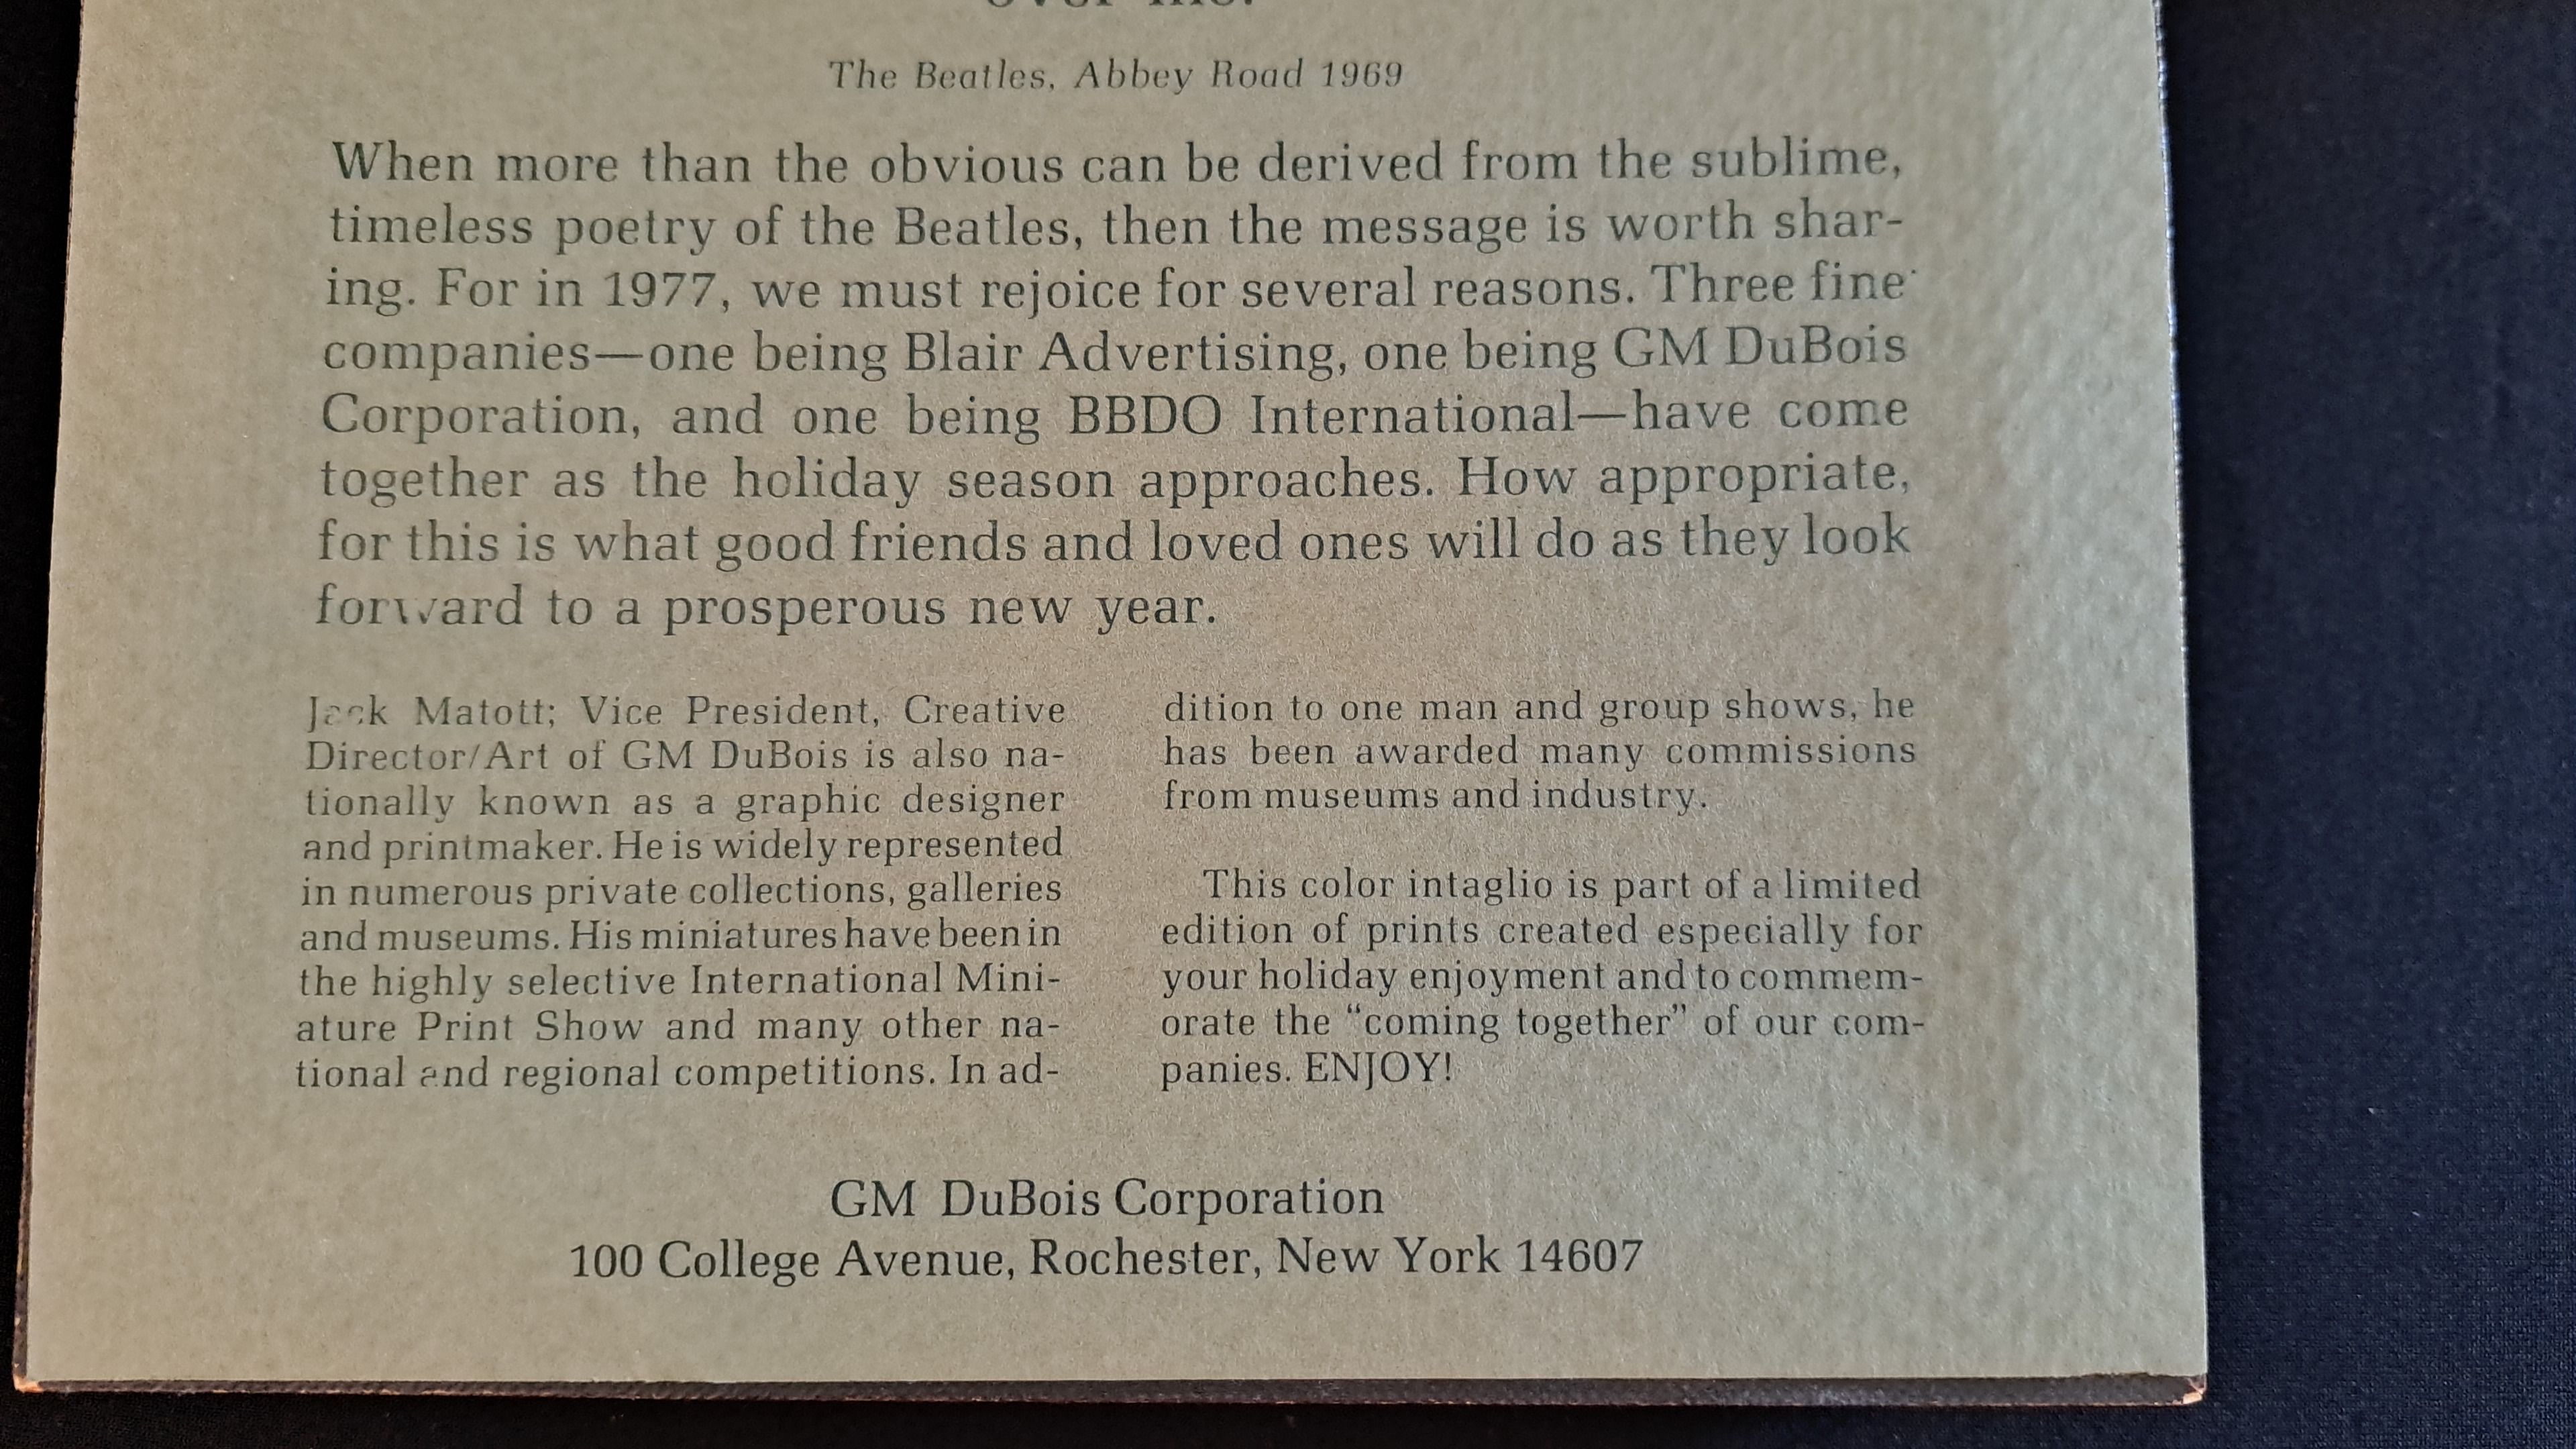 over me.
The Beatles, Abbey Road 1969
When more than the obvious can be derived from the sublime,
timeless poetry of the Beatles, then the message is worth shar-
ing. For in 1977, we must rejoice for several reasons. Three fine
companies—one being Blair Advertising, one being GM DuBois
Corporation, and one being BBDO International—have come
together as the holiday season approaches. How appropriate,
for this is what good friends and loved ones will do as they look
forward to a prosperous new year.
Jack Matott; Vice President, Creative
Director/Art of GM DuBois is also na-
tionally known as a graphic designer
and printmaker. He is widely represented
in numerous private collections, galleries
and museums. His miniatures have been in
the highly selective International Mini-
ature Print Show and many other na-
tional and regional competitions. In ad-
dition to one man and group shows, he
has been awarded many commissions
from museums and industry.
This color intaglio is part of a limited
edition of prints created especially for
your holiday enjoyment and to commem-
orate the “coming together” of our com-
panies. ENJOY!
GM DuBois Corporation
100 College Avenue, Rochester, New York 14607